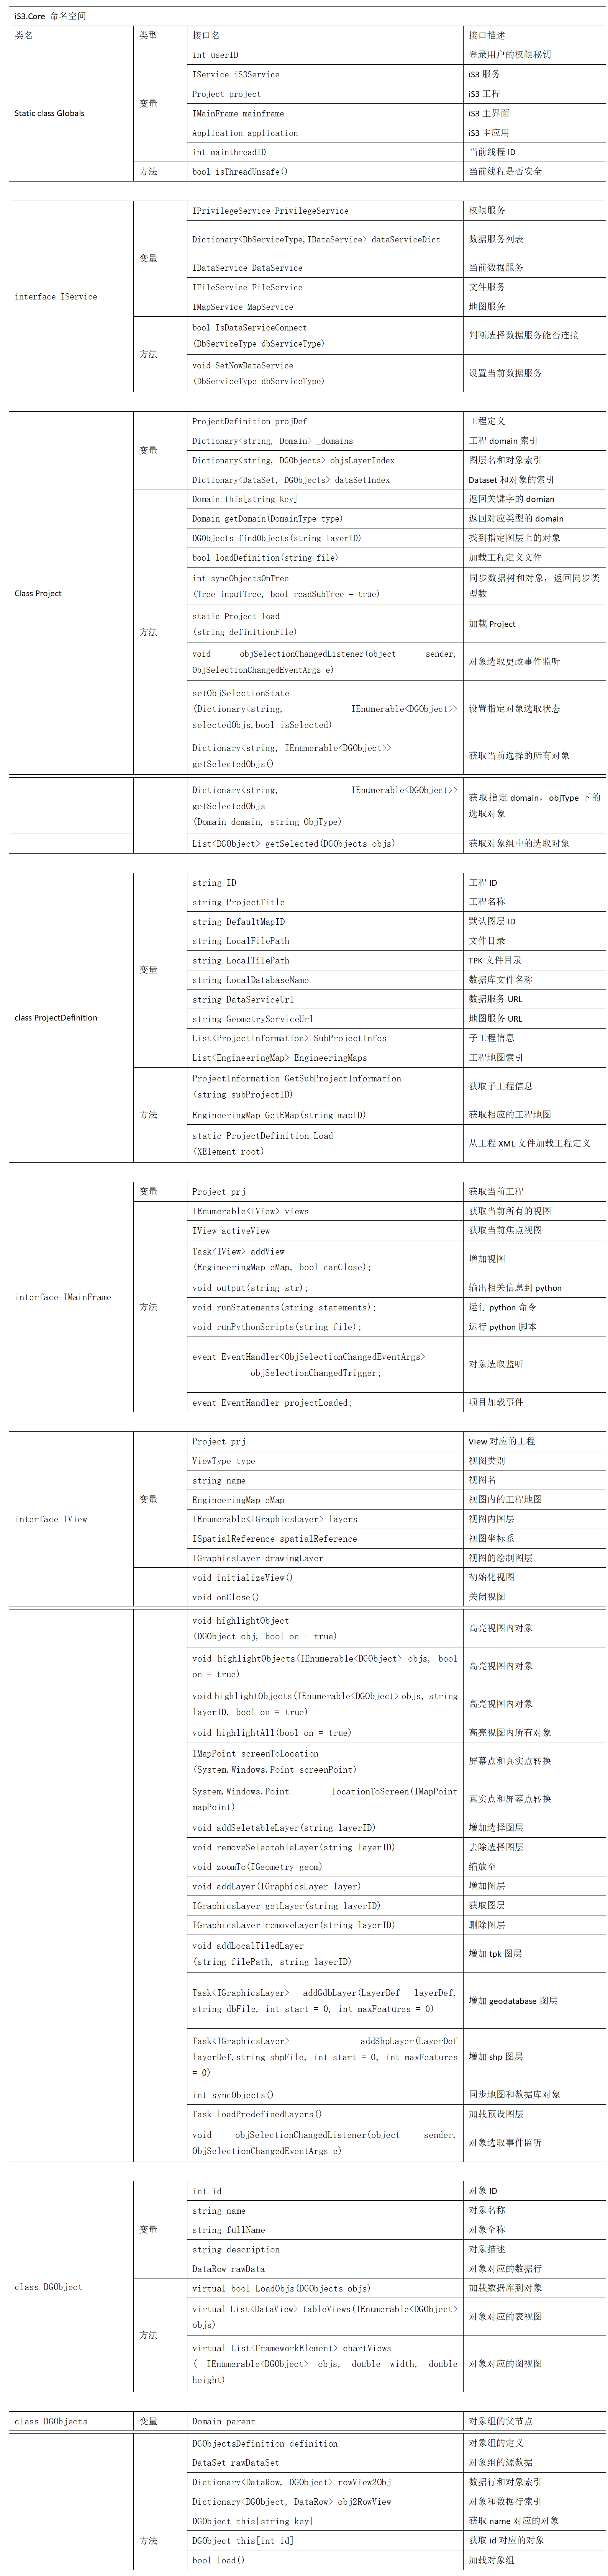 iS3.Core 命名空间
类名 类型 接口名 接口描述
Static class Globals
变量
int userID 登录用户的权限秘钥
IService iS3Service iS3 服务
Project project iS3 工程
IMainFrame mainframe iS3 主界面
Application application iS3 主应用
int mainthreadID 当前线程 ID
方法 bool isThreadUnsafe() 当前线程是否安全
interface IService
变量
IPrivilegeService PrivilegeService 权限服务
Dictionary<DbServiceType,IDataService> dataServiceDict 数据服务列表
IDataService DataService 当前数据服务
IFileService FileService 文件服务
IMapService MapService 地图服务
方法
bool IsDataServiceConnect
(DbServiceType dbServiceType)
判断选择数据服务能否连接
void SetNowDataService
(DbServiceType dbServiceType)
设置当前数据服务
Class Project
变量
ProjectDefinition projDef 工程定义
Dictionary<string, Domain> _domains 工程 domain 索引
Dictionary<string, DGObjects> objsLayerIndex 图层名和对象索引
Dictionary<DataSet, DGObjects> dataSetIndex Dataset 和对象的索引
方法
Domain this[string key] 返回关键字的 domian
Domain getDomain(DomainType type) 返回对应类型的 domain
DGObjects findObjects(string layerID) 找到指定图层上的对象
bool loadDefinition(string file) 加载工程定义文件
int syncObjectsOnTree
(Tree inputTree, bool readSubTree = true)
同步数据树和对象，返回同步类
型数
static Project load
(string definitionFile)
加载 Project
void objSelectionChangedListener(object sender,
ObjSelectionChangedEventArgs e)
对象选取更改事件监听
setObjSelectionState
(Dictionary<string, IEnumerable<DGObject>>
selectedObjs,bool isSelected)
设置指定对象选取状态
Dictionary<string, IEnumerable<DGObject>>
getSelectedObjs()
获取当前选择的所有对象
Dictionary<string, IEnumerable<DGObject>>
getSelectedObjs
(Domain domain, string ObjType)
获取指定 domain，objType 下的
选取对象
List<DGObject> getSelected(DGObjects objs) 获取对象组中的选取对象
class ProjectDefinition
变量
string ID 工程 ID
string ProjectTitle 工程名称
string DefaultMapID 默认图层 ID
string LocalFilePath 文件目录
string LocalTilePath TPK 文件目录
string LocalDatabaseName 数据库文件名称
string DataServiceUrl 数据服务 URL
string GeometryServiceUrl 地图服务 URL
List<ProjectInformation> SubProjectInfos 子工程信息
List<EngineeringMap> EngineeringMaps 工程地图索引
方法
ProjectInformation GetSubProjectInformation
(string subProjectID)
获取子工程信息
EngineeringMap GetEMap(string mapID) 获取相应的工程地图
static ProjectDefinition Load
(XElement root)
从工程 XML 文件加载工程定义
interface IMainFrame
变量 Project prj 获取当前工程
方法
IEnumerable<IView> views 获取当前所有的视图
IView activeView 获取当前焦点视图
Task<IView> addView
(EngineeringMap eMap, bool canClose);
增加视图
void output(string str); 输出相关信息到 python
void runStatements(string statements); 运行 python 命令
void runPythonScripts(string file); 运行 python 脚本
event EventHandler<ObjSelectionChangedEventArgs>
objSelectionChangedTrigger;
对象选取监听
event EventHandler projectLoaded; 项目加载事件
interface IView
变量
Project prj View 对应的工程
ViewType type 视图类别
string name 视图名
EngineeringMap eMap 视图内的工程地图
IEnumerable<IGraphicsLayer> layers 视图内图层
ISpatialReference spatialReference 视图坐标系
IGraphicsLayer drawingLayer 视图的绘制图层
void initializeView() 初始化视图
void onClose() 关闭视图
void highlightObject
(DGObject obj, bool on = true)
高亮视图内对象
void highlightObjects(IEnumerable<DGObject> objs, bool
on = true)
高亮视图内对象
void highlightObjects(IEnumerable<DGObject> objs, string
layerID, bool on = true)
高亮视图内对象
void highlightAll(bool on = true) 高亮视图内所有对象
IMapPoint screenToLocation
(System.Windows.Point screenPoint)
屏幕点和真实点转换
System.Windows.Point locationToScreen(IMapPoint
mapPoint)
真实点和屏幕点转换
void addSeletableLayer(string layerID) 增加选择图层
void removeSelectableLayer(string layerID) 去除选择图层
void zoomTo(IGeometry geom) 缩放至
void addLayer(IGraphicsLayer layer) 增加图层
IGraphicsLayer getLayer(string layerID) 获取图层
IGraphicsLayer removeLayer(string layerID) 删除图层
void addLocalTiledLayer
(string filePath, string layerID)
增加 tpk 图层
Task<IGraphicsLayer> addGdbLayer(LayerDef layerDef,
string dbFile, int start = 0, int maxFeatures = 0)
增加 geodatabase 图层
Task<IGraphicsLayer> addShpLayer(LayerDef
layerDef,string shpFile, int start = 0, int maxFeatures
= 0)
增加 shp 图层
int syncObjects() 同步地图和数据库对象
Task loadPredefinedLayers() 加载预设图层
void objSelectionChangedListener(object sender,
ObjSelectionChangedEventArgs e)
对象选取事件监听
class DGObject
变量
int id 对象 ID
string name 对象名称
string fullName 对象全称
string description 对象描述
DataRow rawData 对象对应的数据行
方法
virtual bool LoadObjs(DGObjects objs) 加载数据库到对象
virtual List<DataView> tableViews(IEnumerable<DGObject>
objs)
对象对应的表视图
virtual List<FrameworkElement> chartViews
( IEnumerable<DGObject> objs, double width, double
height)
对象对应的图视图
class DGObjects 变量 Domain parent 对象组的父节点
DGObjectsDefinition definition 对象组的定义
DataSet rawDataSet 对象组的源数据
Dictionary<DataRow, DGObject> rowView2Obj 数据行和对象索引
Dictionary<DGObject, DataRow> obj2RowView 对象和数据行索引
方法
DGObject this[string key] 获取 name 对应的对象
DGObject this[int id] 获取 id 对应的对象
bool load() 加载对象组